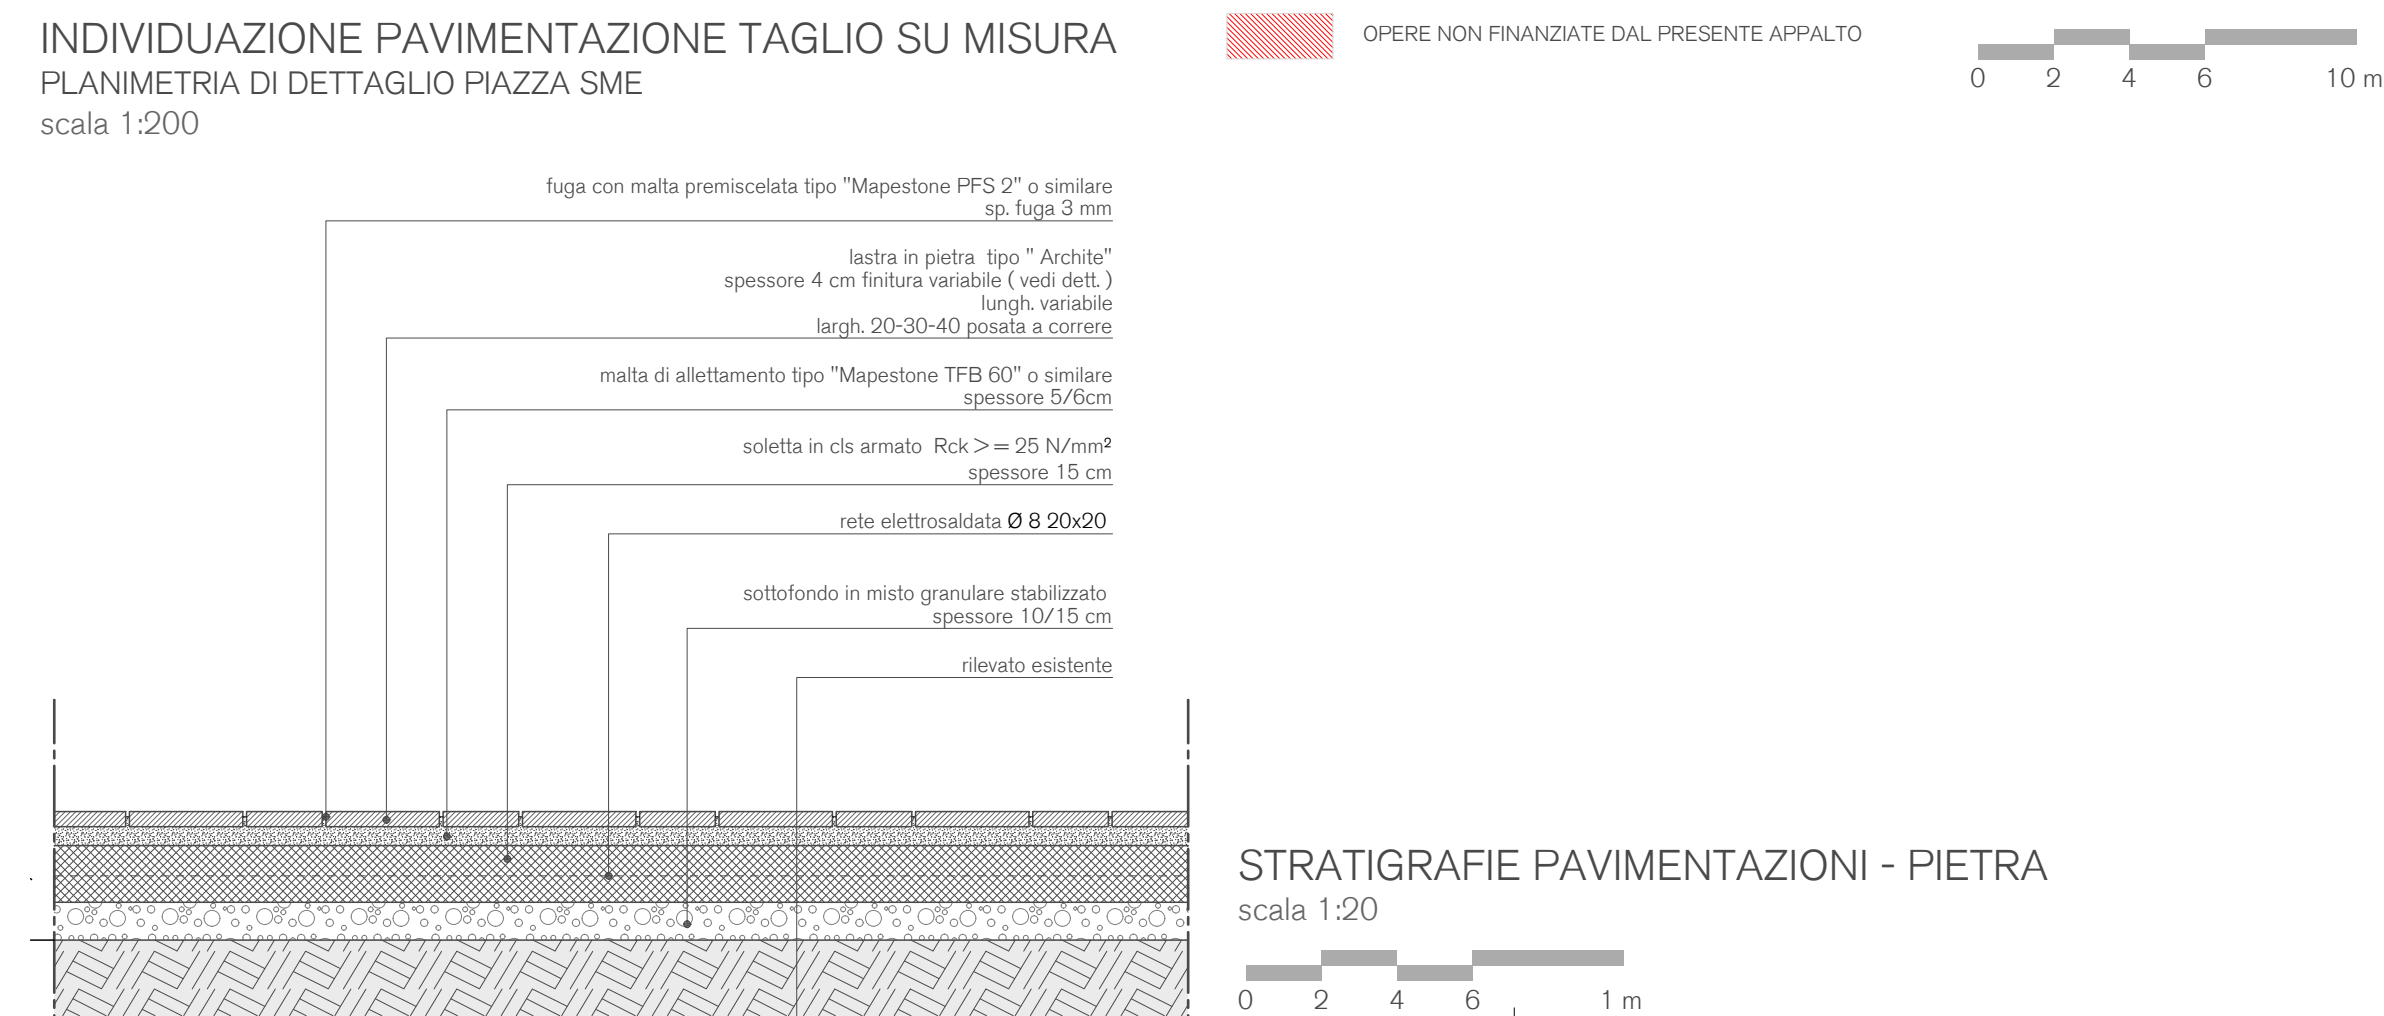 INDIVIDUAZIONE PAVIMENTAZIONE TAGLIO SU MISURA
PLANIMETRIA DI DETTAGLIO PIAZZA SME
scala 1:200
OPERE NON FINANZIATE DAL PRESENTE APPALTO
0 2 4 6 10 m
fuga con malta premiscelata tipo "Mapestone PFS 2" o similare
sp. fuga 3 mm
lastra in pietra  tipo " Archite"
spessore 4 cm finitura variabile ( vedi dett. )
lungh. variabile
largh. 20-30-40 posata a correre
malta di allettamento tipo "Mapestone TFB 60" o similare
spessore 5/6cm
soletta in cls armato  Rck > = 25 N/mm²
spessore 15 cm
rete elettrosaldata Ø 8 20x20
sottofondo in misto granulare stabilizzato
spessore 10/15 cm
rilevato esistente
STRATIGRAFIE PAVIMENTAZIONI - PIETRA
scala 1:20
0 2 4 6 1 m